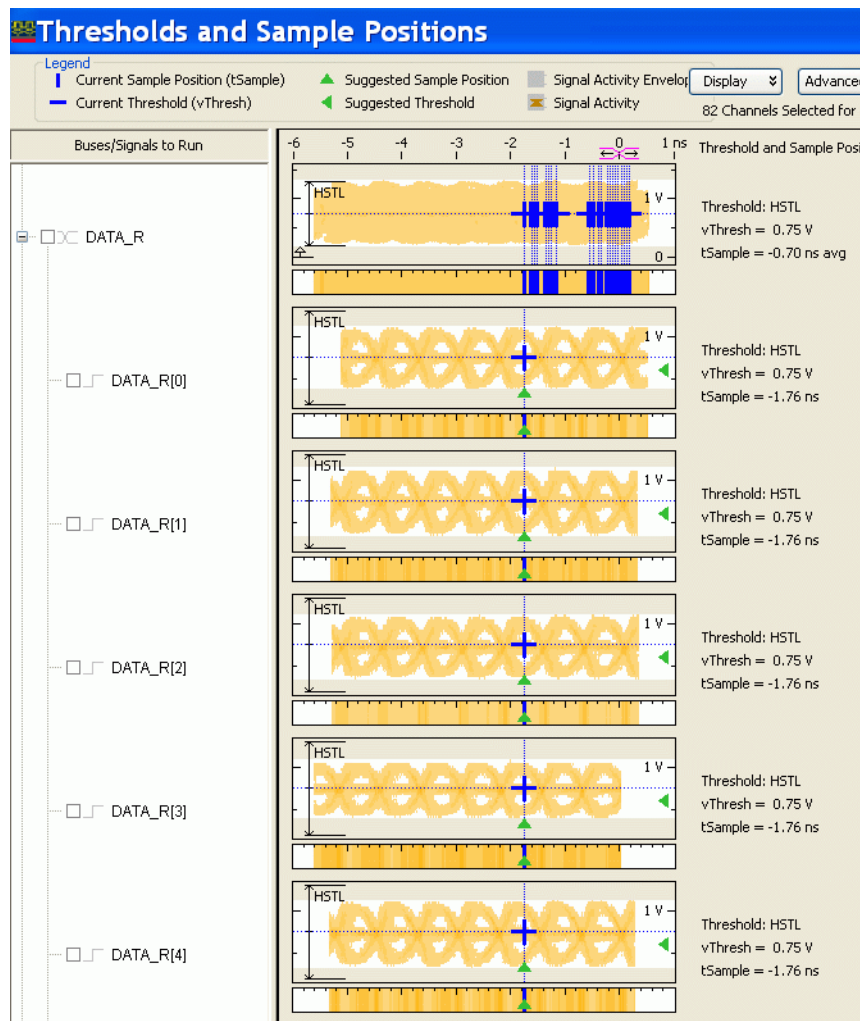 Thresholds and Sample Positions
Legend
Current Sample Position (tSample)
Suggested Sample Position
Signal Activity Envelop
Current Threshold (vThresh)
Suggested Threshold
Signal Activity
Display
Advance
82 Channels Selected for
Buses/Signals to Run
-6 -5 -4 -3 -2 -1 0 1 ns
Threshold and Sample Posi
DATA_R
HSTL
1 V
0
Threshold: HSTL
vThresh = 0.75 V
tSample = -0.70 ns avg
DATA_R[0]
HSTL
1 V
Threshold: HSTL
vThresh = 0.75 V
tSample = -1.76 ns
DATA_R[1]
HSTL
1 V
Threshold: HSTL
vThresh = 0.75 V
tSample = -1.76 ns
DATA_R[2]
HSTL
1 V
Threshold: HSTL
vThresh = 0.75 V
tSample = -1.76 ns
DATA_R[3]
HSTL
1 V
Threshold: HSTL
vThresh = 0.75 V
tSample = -1.76 ns
DATA_R[4]
HSTL
1 V
Threshold: HSTL
vThresh = 0.75 V
tSample = -1.76 ns